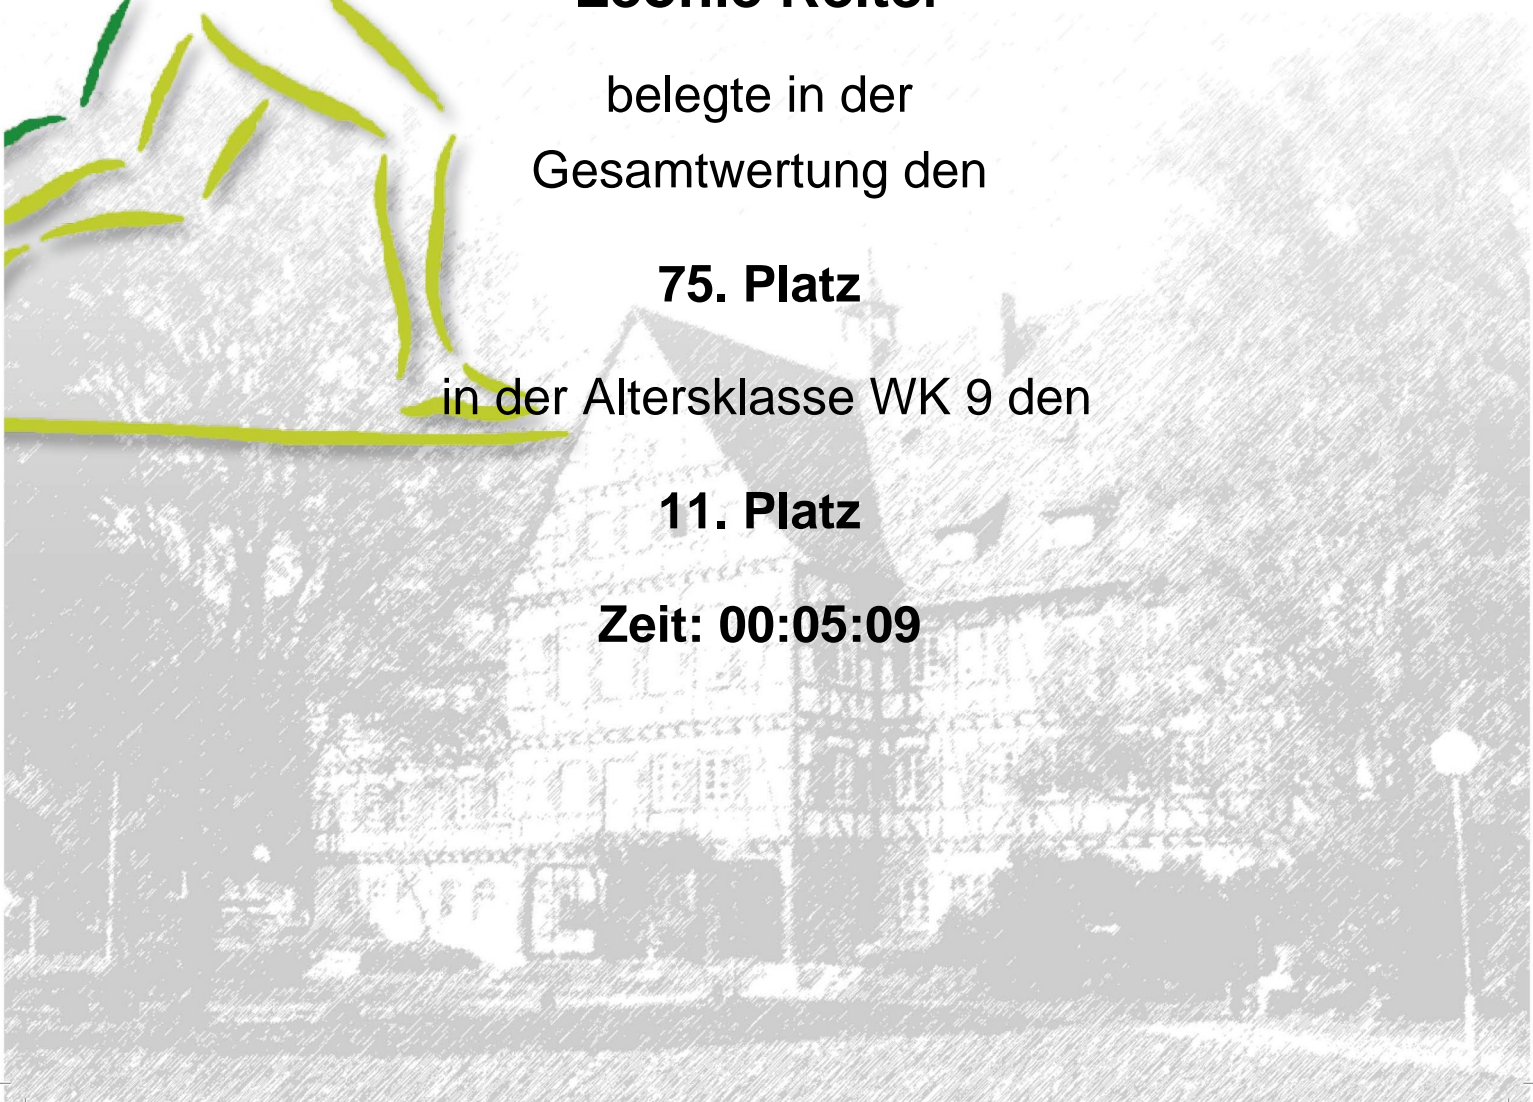 belegte in der
Gesamtwertung den
75. Platz
in der Altersklasse WK 9 den
11. Platz
Zeit: 00:05:09